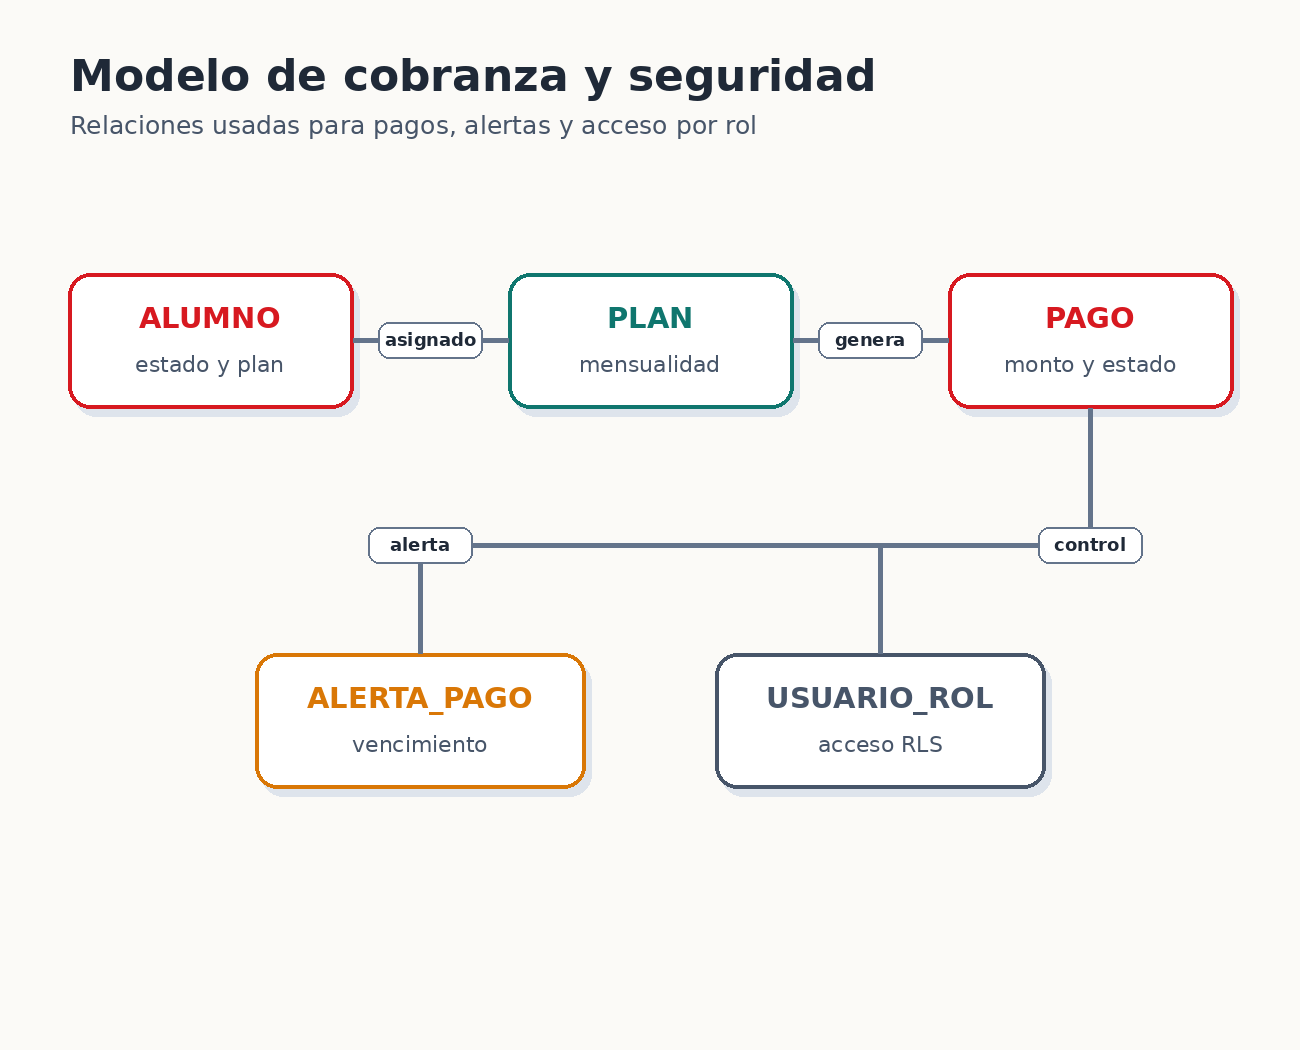 Modelo de cobranza y seguridad
Relaciones usadas para pagos, alertas y acceso por rol
ALUMNO
estado y plan
asignado
PLAN
mensualidad
genera
PAGO
monto y estado
alerta
control
ALERTA_PAGO
vencimiento
USUARIO_ROL
acceso RLS